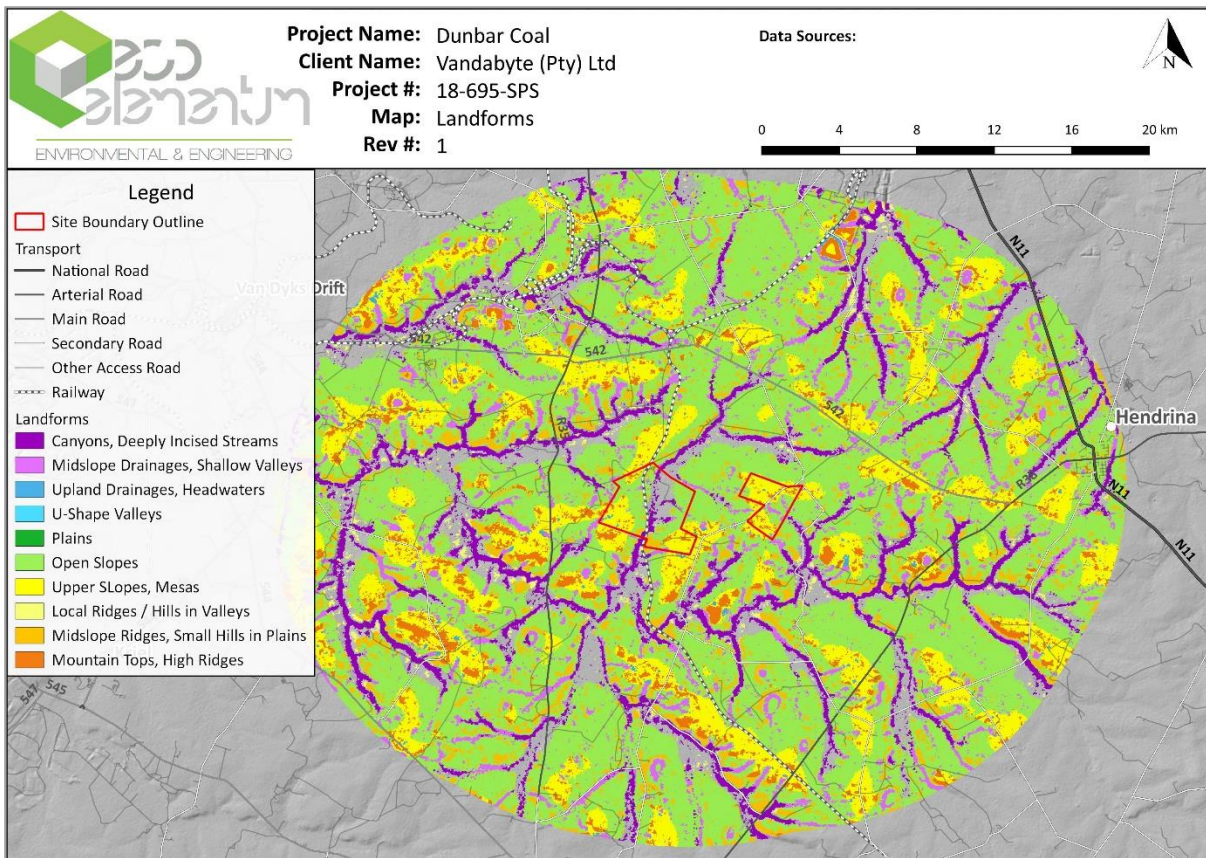 eco
elementum
ENVIRONMENTAL & ENGINEERING
Project Name: Dunbar Coal
Client Name: Vandabyte (Pty) Ltd
Project #: 18-695-SPS
Map: Landforms
Rev #: 1
Data Sources:
N
0 4 8 12 16 20 km
Legend
Site Boundary Outline
Transport
National Road
Arterial Road
Main Road
Secondary Road
Other Access Road
Railway
Landforms
Canyons, Deeply Incised Streams
Midslope Drainages, Shallow Valleys
Upland Drainages, Headwaters
U-Shape Valleys
Plains
Open Slopes
Upper SLopes, Mesas
Local Ridges / Hills in Valleys
Midslope Ridges, Small Hills in Plains
Mountain Tops, High Ridges
Van Dyks Drift
N11
542
542
542
R35
Hendrina
R38
N11
N11
Kriel
547
545